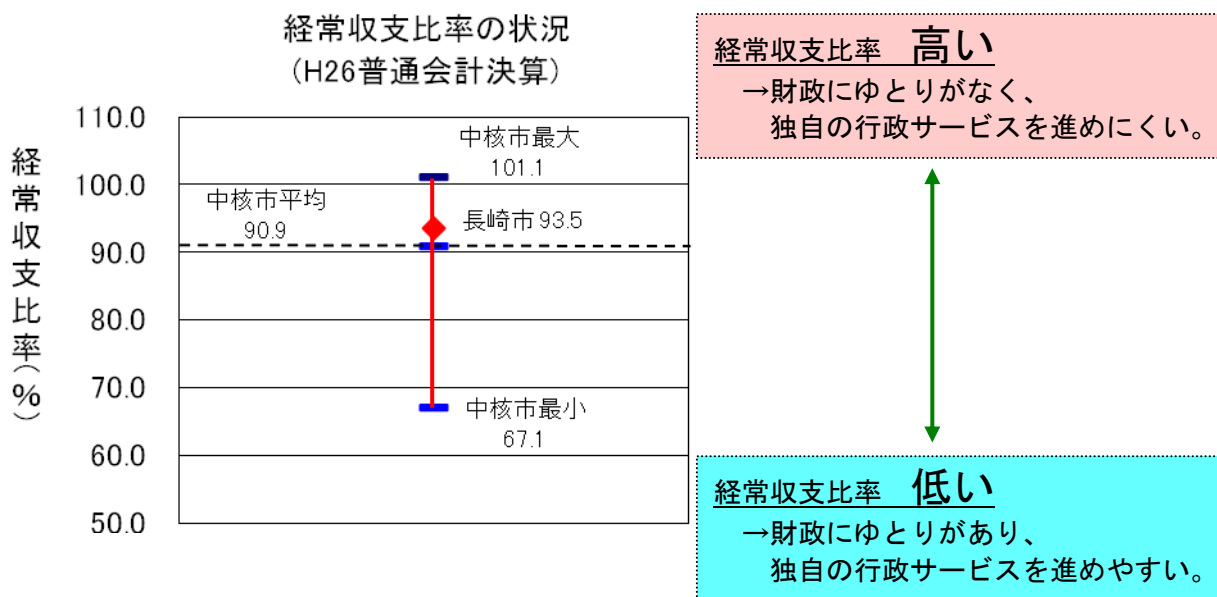 経常収支比率の状況
(H26普通会計決算)
経常収支比率(%)
110.0
100.0
90.0
80.0
70.0
60.0
50.0
中核市最大
101.1
中核市平均
90.9
長崎市93.5
中核市最小
67.1
経常収支比率 高い
→財政にゆとりがなく、
独自の行政サービスを進めにくい。
経常収支比率 低い
→財政にゆとりがあり、
独自の行政サービスを進めやすい。